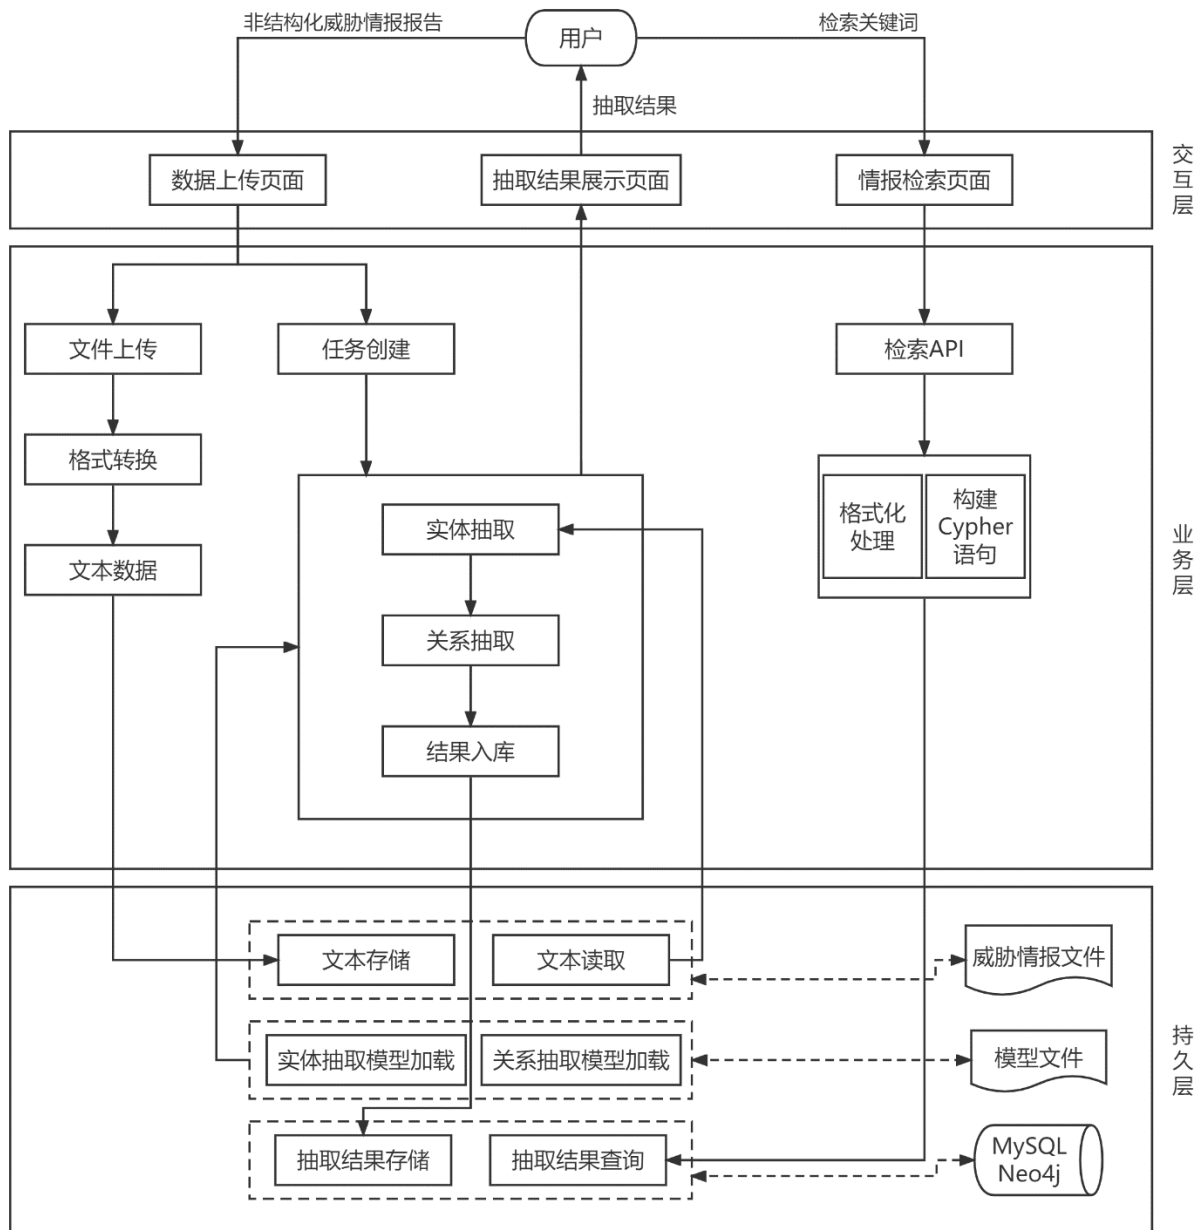 非结构化威胁情报报告
用户
检索关键词
抽取结果
数据上传页面
抽取结果展示页面
情报检索页面
交
互
层
文件上传
任务创建
检索API
格式转换
实体抽取
格式化
处理
构建
Cypher
语句
文本数据
关系抽取
结果入库
业
务
层
文本存储
文本读取
威胁情报文件
实体抽取模型加载
关系抽取模型加载
模型文件
抽取结果存储
抽取结果查询
MySQL
Neo4j
持
久
层